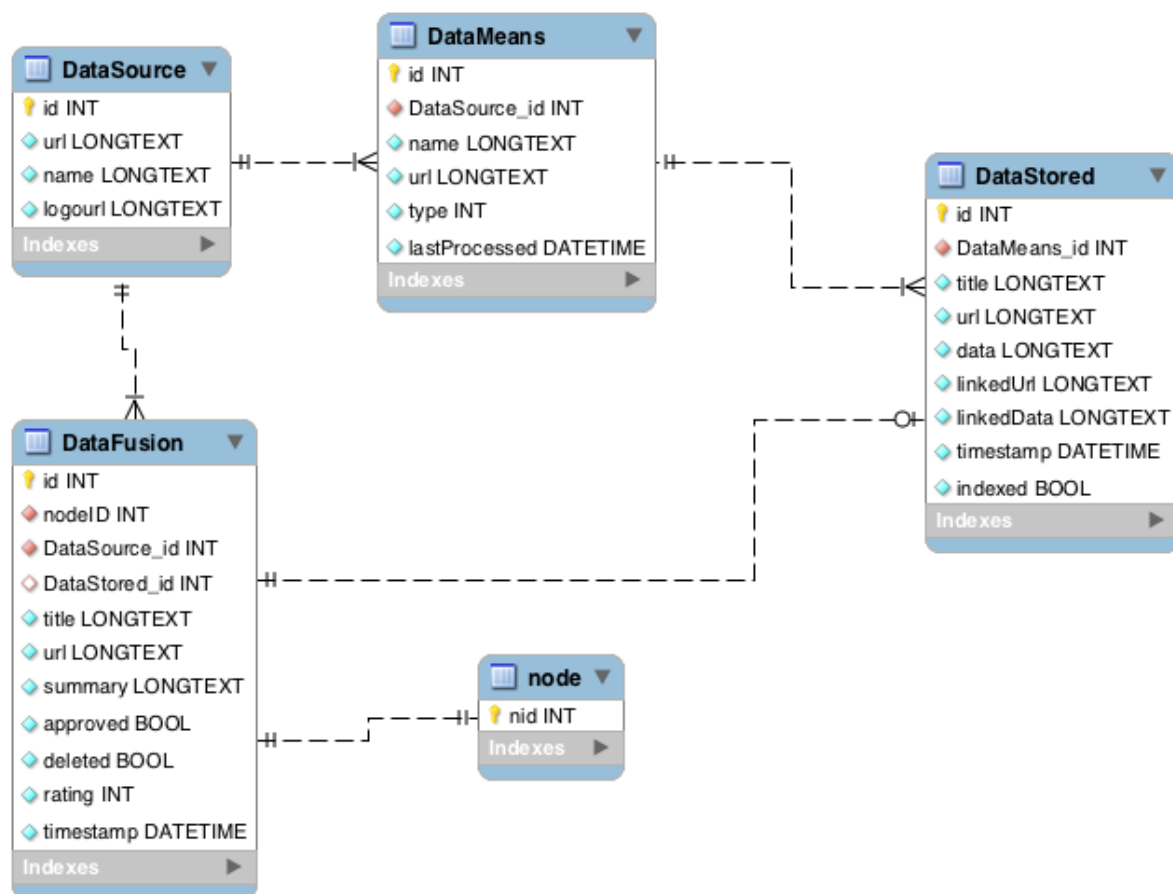 DataSource
id INT
url LONGTEXT
name LONGTEXT
logourl LONGTEXT
Indexes
DataMeans
id INT
DataSource_id INT
name LONGTEXT
url LONGTEXT
type INT
lastProcessed DATETIME
Indexes
DataStored
id INT
DataMeans_id INT
title LONGTEXT
url LONGTEXT
data LONGTEXT
linkedUrl LONGTEXT
linkedData LONGTEXT
timestamp DATETIME
indexed BOOL
Indexes
DataFusion
id INT
nodeID INT
DataSource_id INT
DataStored_id INT
title LONGTEXT
url LONGTEXT
summary LONGTEXT
approved BOOL
deleted BOOL
rating INT
timestamp DATETIME
Indexes
node
nid INT
Indexes